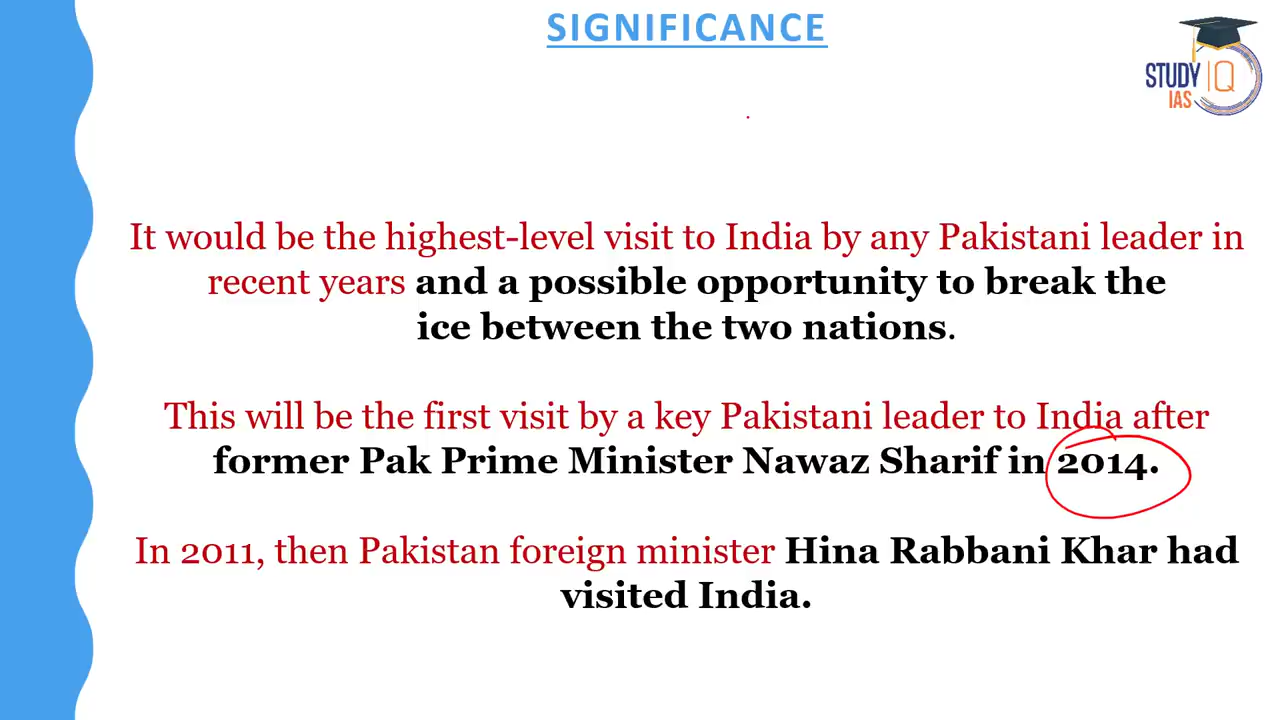 SIGNIFICANCE
STUDY IQ
IAS
It would be the highest-level visit to India by any Pakistani leader in
recent years and a possible opportunity to break the
ice between the two nations.
This will be the first visit by a key Pakistani leader to India after
former Pak Prime Minister Nawaz Sharif in 2014.
In 2011, then Pakistan foreign minister Hina Rabbani Khar had
visited India.